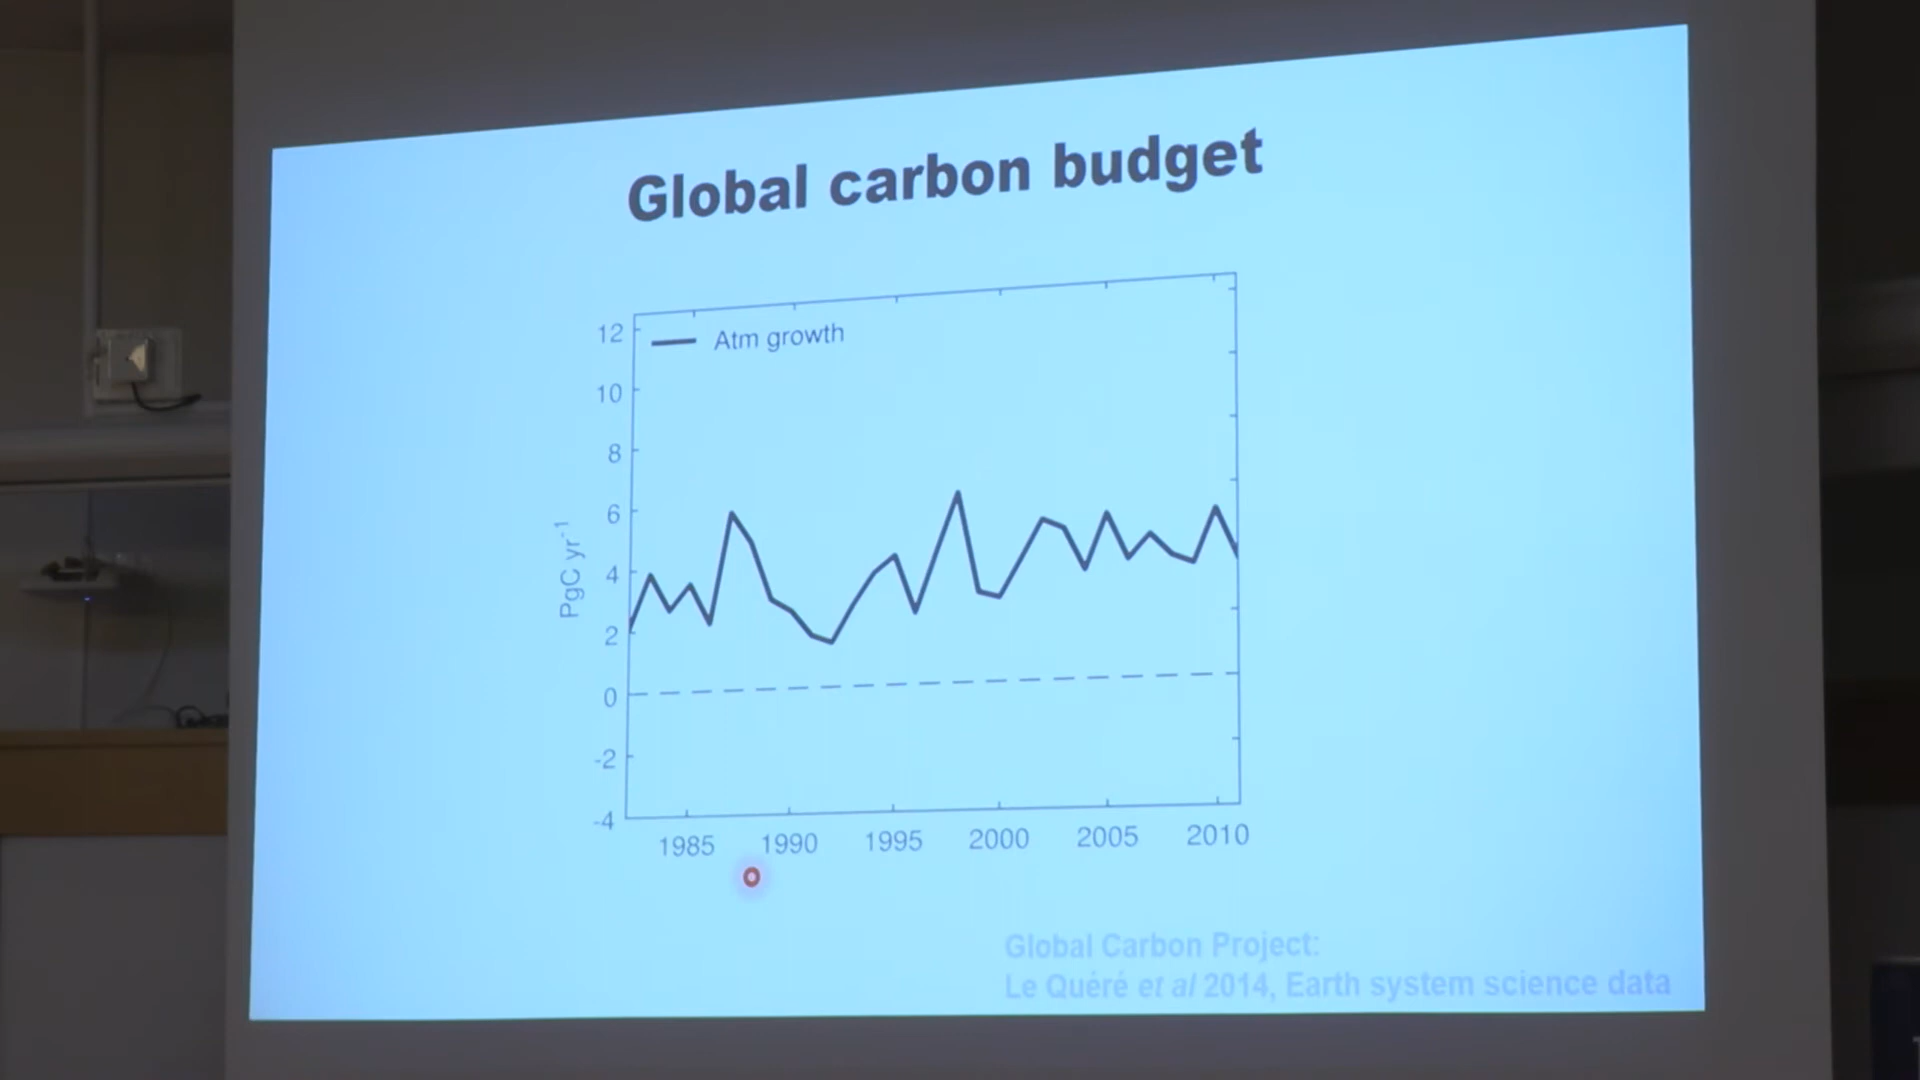 Global carbon budget
Atm growth
12
10
8
6
4
2
0
-2
-4
PgC yr-1
1985 1990 1995 2000 2005 2010
Global Carbon Project:
Le Quéré et al 2014, Earth system science data